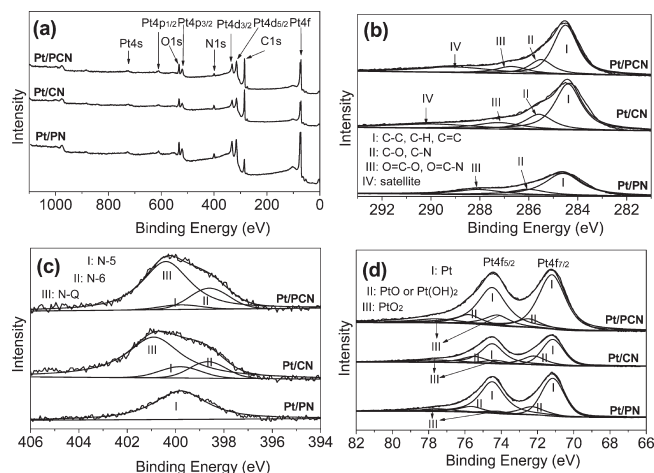 (a)
Pt4p1/2 Pt4p3/2 Pt4d3/2 Pt4d5/2 Pt4f
Pt4s O1s N1s C1s
Pt/PCN
Pt/CN
Pt/PN
Intensity
1000 800 600 400 200 0
Binding Energy (eV)
(b)
IV III II I
Pt/PCN
IV III II I
Pt/CN
I: C-C, C-H, C=C
II: C-O, C-N
III: O=C-O, O=C-N
IV: satellite
III II I
Pt/PN
Intensity
292 290 288 286 284 282
Binding Energy (eV)
(c)
I: N-5
II: N-6
III: N-Q
III I II
Pt/PCN
III I II
Pt/CN
I
Pt/PN
Intensity
406 404 402 400 398 396 394
Binding Energy (eV)
(d)
Pt4f5/2 Pt4f7/2
I: Pt
II: PtO or Pt(OH)2
III: PtO2
II I II I
Pt/PCN
III
II I II I
Pt/CN
III
II I II I
Pt/PN
III
Intensity
82 80 78 76 74 72 70 68 66
Binding Energy (eV)